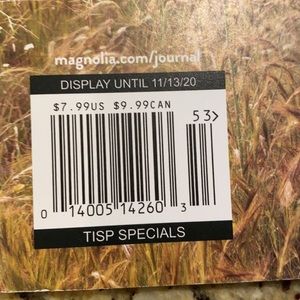 magnolia.com/journal
DISPLAY UNTIL 11/13/20
$7.99US $9.99CAN
53>
0 14005 14260 3
TISP SPECIALS